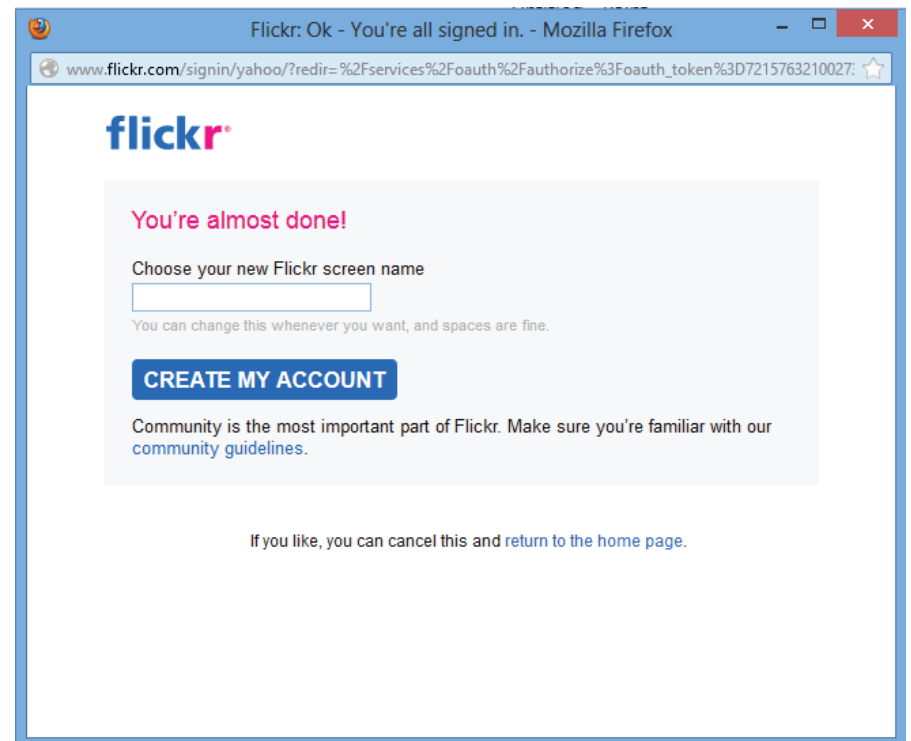 Flickr: Ok - You're all signed in. - Mozilla Firefox
www.flickr.com/signin/yahoo/?redir=%2Fservices%2Foauth%2Fauthorize%3Foauth_token%3D7215763210027
flickr®
You're almost done!
Choose your new Flickr screen name
You can change this whenever you want, and spaces are fine.
CREATE MY ACCOUNT
Community is the most important part of Flickr. Make sure you're familiar with our
community guidelines.
If you like, you can cancel this and return to the home page.